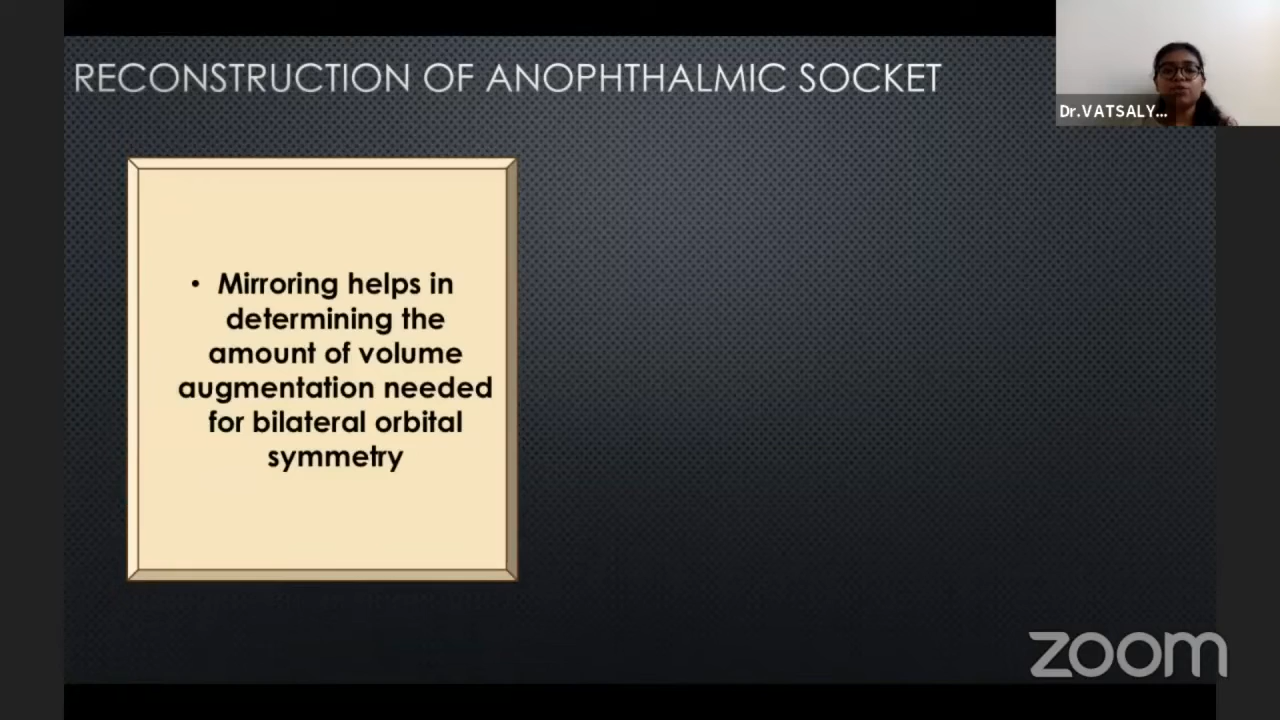 RECONSTRUCTION OF ANOPHTHALMIC SOCKET
Dr.VATSALY...
• Mirroring helps in
determining the
amount of volume
augmentation needed
for bilateral orbital
symmetry
zoom